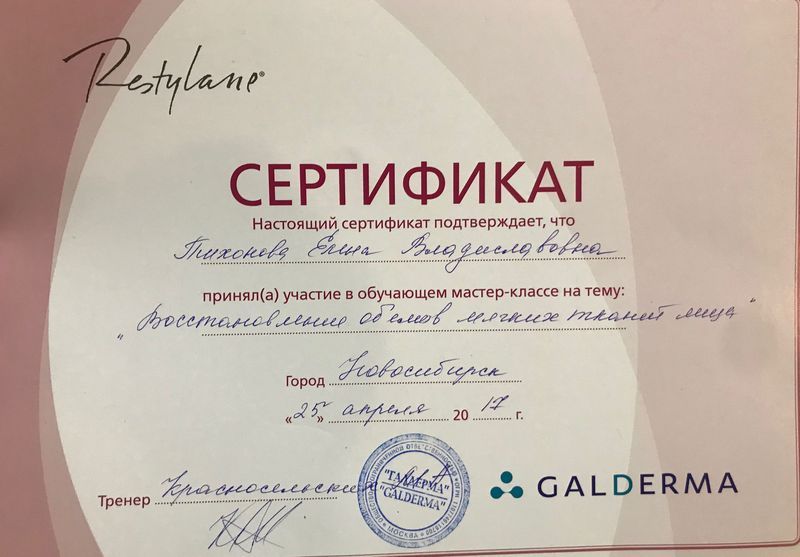 Restylane®
СЕРТИФИКАТ
Настоящий сертификат подтверждает, что
Тихонова Елена Владиславовна
принял(а) участие в обучающем мастер-классе на тему:
„Восстановление объемов мягких тканей лица"
Город Новосибирск
«25» апреля 2017 г.
Тренер Красносельских
"ГАЛДЕРМА"
"GALDERMA"
МОСКВА
GALDERMA